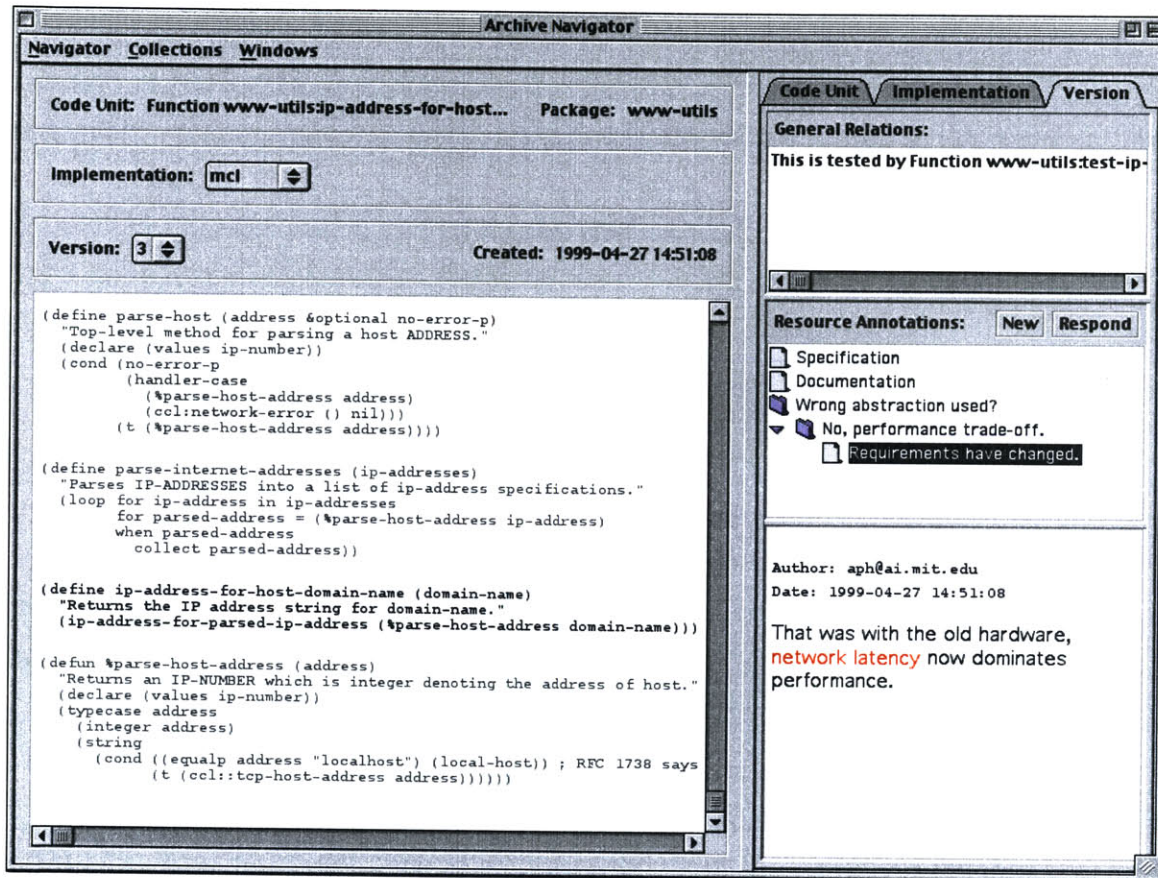 Archive Navigator
Navigator Collections Windows
Code Unit: Function www-utils:ip-address-for-host... Package: www-utils
Implementation: mcl
Version: 3 Created: 1999-04-27 14:51:08
(define parse-host (address &optional no-error-p)
"Top-level method for parsing a host ADDRESS."
(declare (values ip-number))
(cond (no-error-p
(handler-case
(%parse-host-address address)
(ccl:network-error () nil)))
(t (%parse-host-address address))))
(define parse-internet-addresses (ip-addresses)
"Parses IP-ADDRESSES into a list of ip-address specifications."
(loop for ip-address in ip-addresses
for parsed-address = (%parse-host-address ip-address)
when parsed-address
collect parsed-address))
(define ip-address-for-host-domain-name (domain-name)
"Returns the IP address string for domain-name."
(ip-address-for-parsed-ip-address (%parse-host-address domain-name)))
(defun %parse-host-address (address)
"Returns an IP-NUMBER which is integer denoting the address of host."
(declare (values ip-number))
(typecase address
(integer address)
(string
(cond ((equalp address "localhost") (local-host)) ; RFC 1738 says
(t (ccl::tcp-host-address address))))))
Code Unit Implementation Version
General Relations:
This is tested by Function www-utils:test-ip-
Resource Annotations: New Respond
Specification
Documentation
Wrong abstraction used?
No, performance trade-off.
Requirements have changed.
Author: aph@ai.mit.edu
Date: 1999-04-27 14:51:08
That was with the old hardware,
network latency now dominates
performance.